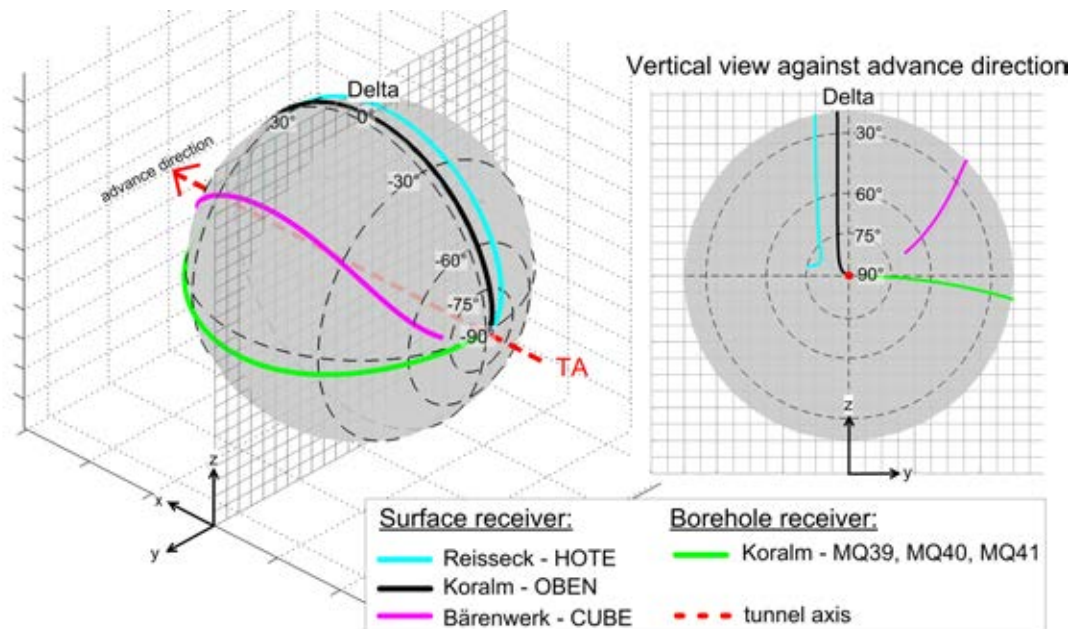 Delta
30°
0°
-30°
-60°
-75°
-90°
advance direction
TA
z
x
y
Vertical view against advance direction
Delta
30°
60°
75°
90°
z
y
Surface receiver:
Reisseck - HOTE
Koralm - OBEN
Bärenwerk - CUBE
Borehole receiver:
Koralm - MQ39, MQ40, MQ41
tunnel axis